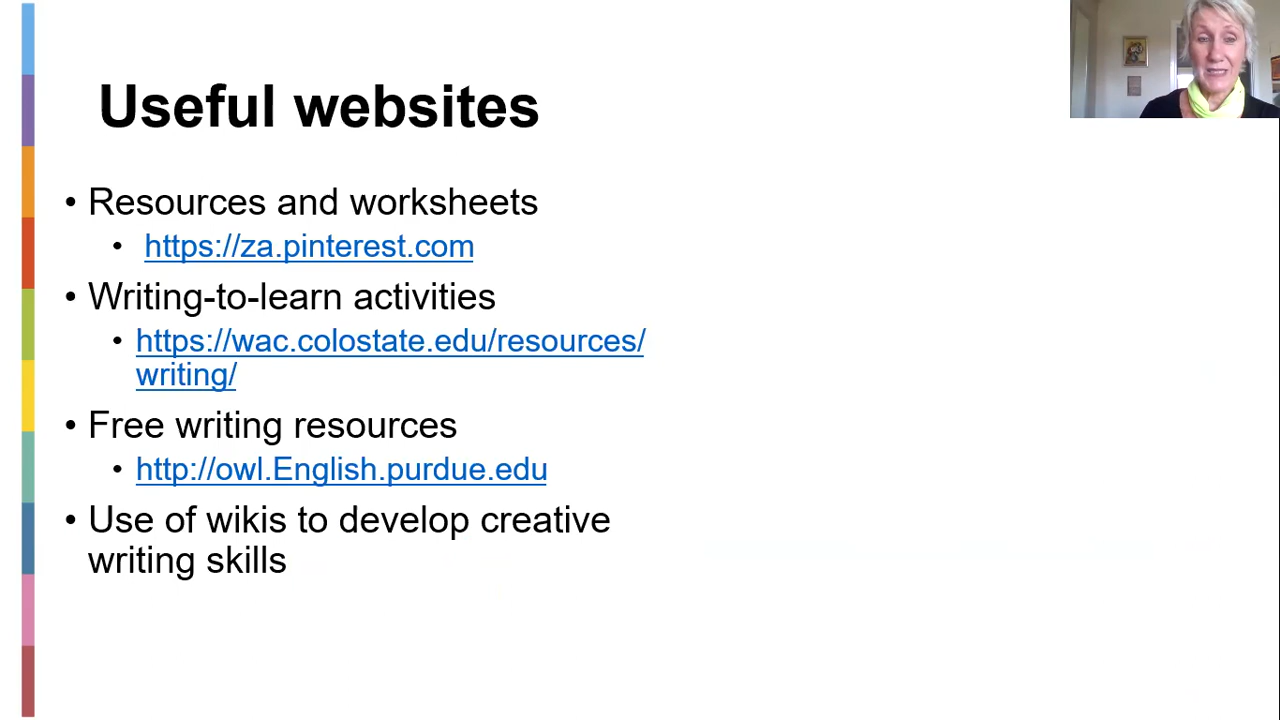 Useful websites
• Resources and worksheets
• https://za.pinterest.com
• Writing-to-learn activities
• https://wac.colostate.edu/resources/
writing/
• Free writing resources
• http://owl.English.purdue.edu
• Use of wikis to develop creative
writing skills